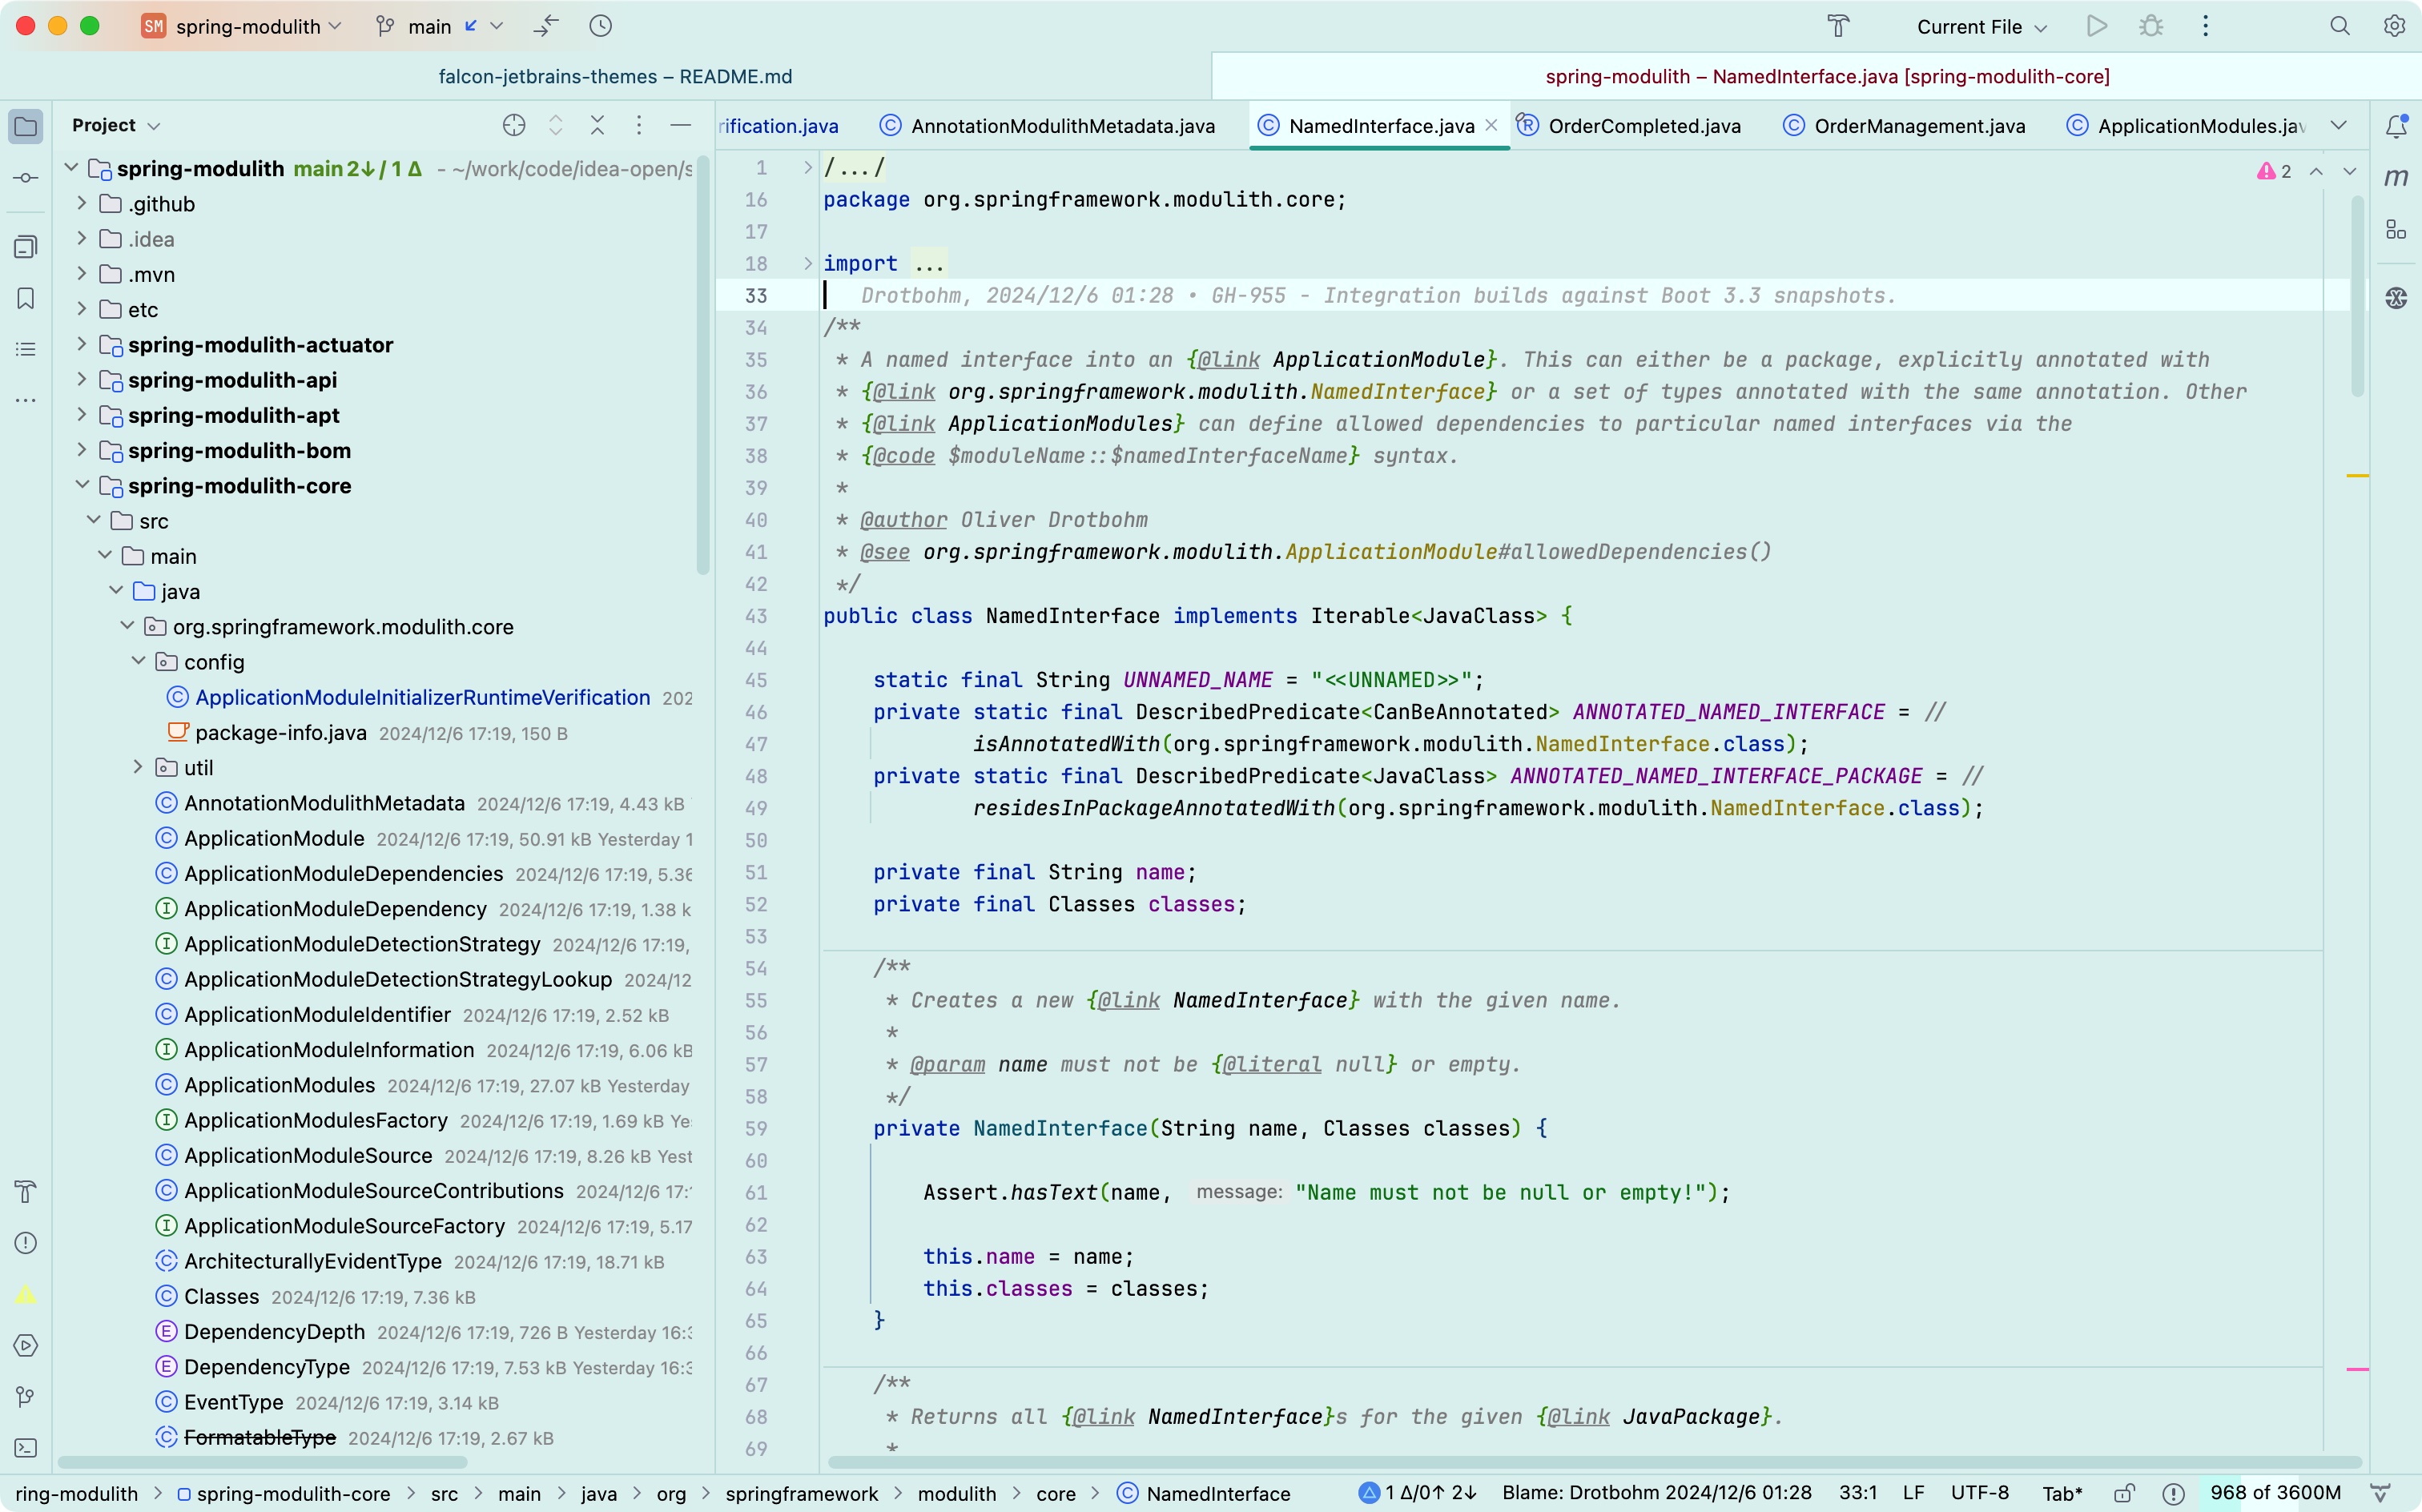 SM spring-modulith main Current File
falcon-jetbrains-themes – README.md
spring-modulith – NamedInterface.java [spring-modulith-core]
Project
spring-modulith main 2↓ / 1 Δ - ~/work/code/idea-open/s
.github
.idea
.mvn
etc
spring-modulith-actuator
spring-modulith-api
spring-modulith-apt
spring-modulith-bom
spring-modulith-core
src
main
java
org.springframework.modulith.core
config
ApplicationModuleInitializerRuntimeVerification 202
package-info.java 2024/12/6 17:19, 150 B
util
AnnotationModulithMetadata 2024/12/6 17:19, 4.43 kB
ApplicationModule 2024/12/6 17:19, 50.91 kB Yesterday 1
ApplicationModuleDependencies 2024/12/6 17:19, 5.36
ApplicationModuleDependency 2024/12/6 17:19, 1.38 k
ApplicationModuleDetectionStrategy 2024/12/6 17:19,
ApplicationModuleDetectionStrategyLookup 2024/12
ApplicationModuleIdentifier 2024/12/6 17:19, 2.52 kB
ApplicationModuleInformation 2024/12/6 17:19, 6.06 kB
ApplicationModules 2024/12/6 17:19, 27.07 kB Yesterday
ApplicationModulesFactory 2024/12/6 17:19, 1.69 kB Ye
ApplicationModuleSource 2024/12/6 17:19, 8.26 kB Yest
ApplicationModuleSourceContributions 2024/12/6 17:
ApplicationModuleSourceFactory 2024/12/6 17:19, 5.17
ArchitecturallyEvidentType 2024/12/6 17:19, 18.71 kB
Classes 2024/12/6 17:19, 7.36 kB
DependencyDepth 2024/12/6 17:19, 726 B Yesterday 16:3
DependencyType 2024/12/6 17:19, 7.53 kB Yesterday 16:3
EventType 2024/12/6 17:19, 3.14 kB
FormatableType 2024/12/6 17:19, 2.67 kB
rification.java AnnotationModulithMetadata.java NamedInterface.java OrderCompleted.java OrderManagement.java ApplicationModules.jav
1 /.../
2
16 package org.springframework.modulith.core;
17
18 import ...
33 Drotbohm, 2024/12/6 01:28 • GH-955 - Integration builds against Boot 3.3 snapshots.
34 /**
35 * A named interface into an {@link ApplicationModule}. This can either be a package, explicitly annotated with
36 * {@link org.springframework.modulith.NamedInterface} or a set of types annotated with the same annotation. Other
37 * {@link ApplicationModules} can define allowed dependencies to particular named interfaces via the
38 * {@code $moduleName::$namedInterfaceName} syntax.
39 *
40 * @author Oliver Drotbohm
41 * @see org.springframework.modulith.ApplicationModule#allowedDependencies()
42 */
43 public class NamedInterface implements Iterable<JavaClass> {
44
45 static final String UNNAMED_NAME = "<<UNNAMED>>";
46 private static final DescribedPredicate<CanBeAnnotated> ANNOTATED_NAMED_INTERFACE = //
47 isAnnotatedWith(org.springframework.modulith.NamedInterface.class);
48 private static final DescribedPredicate<JavaClass> ANNOTATED_NAMED_INTERFACE_PACKAGE = //
49 residesInPackageAnnotatedWith(org.springframework.modulith.NamedInterface.class);
50
51 private final String name;
52 private final Classes classes;
53
54 /**
55 * Creates a new {@link NamedInterface} with the given name.
56 *
57 * @param name must not be {@literal null} or empty.
58 */
59 private NamedInterface(String name, Classes classes) {
60
61 Assert.hasText(name, message: "Name must not be null or empty!");
62
63 this.name = name;
64 this.classes = classes;
65 }
66
67 /**
68 * Returns all {@link NamedInterface}s for the given {@link JavaPackage}.
69 *
ring-modulith > spring-modulith-core > src > main > java > org > springframework > modulith > core > NamedInterface 1 Δ/0↑ 2↓ Blame: Drotbohm 2024/12/6 01:28 33:1 LF UTF-8 Tab* 968 of 3600M